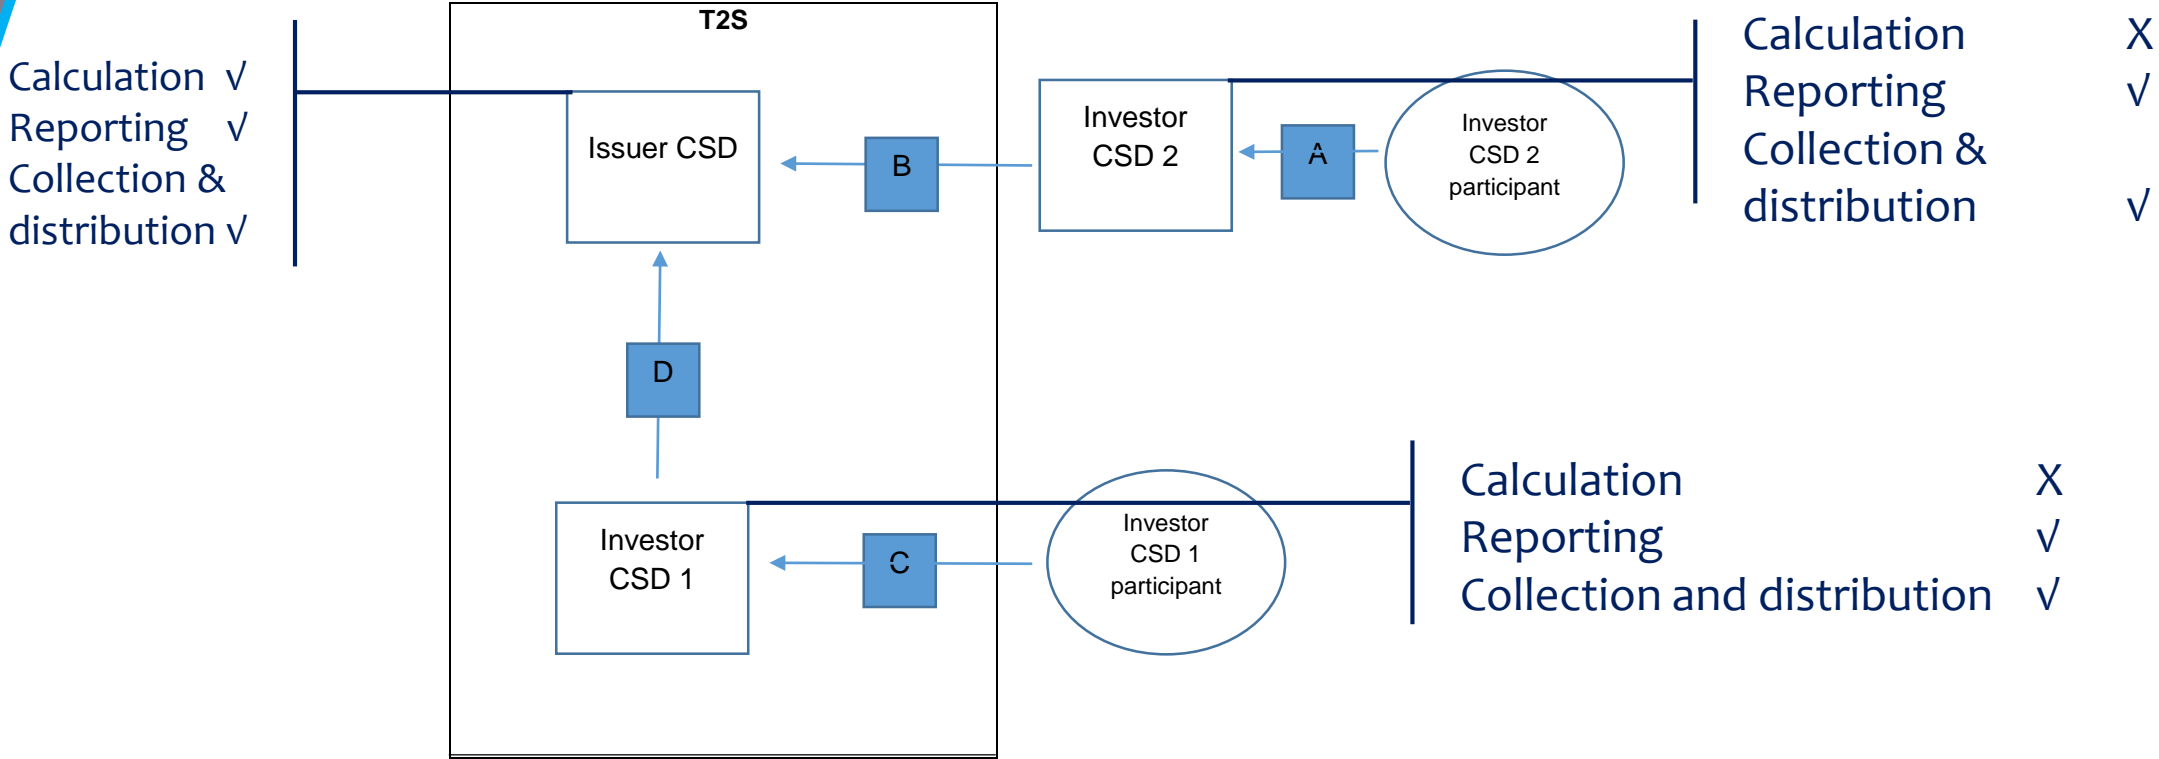 T2S
Calculation √
Reporting √
Collection &
distribution √
Issuer CSD
B
Investor
CSD 2
A
Investor
CSD 2
participant
Calculation X
Reporting √
Collection &
distribution √
D
Investor
CSD 1
C
Investor
CSD 1
participant
Calculation X
Reporting √
Collection and distribution √